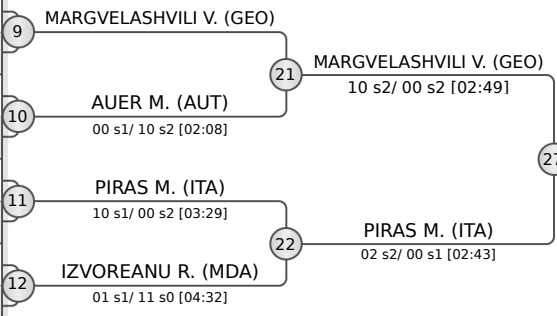 9
MARGVELASHVILI V. (GEO)
21
MARGVELASHVILI V. (GEO)
10 s2/ 00 s2 [02:49]
10
AUER M. (AUT)
00 s1/ 10 s2 [02:08]
27
11
PIRAS M. (ITA)
10 s1/ 00 s2 [03:29]
22
PIRAS M. (ITA)
02 s2/ 00 s1 [02:43]
12
IZVOREANU R. (MDA)
01 s1/ 11 s0 [04:32]